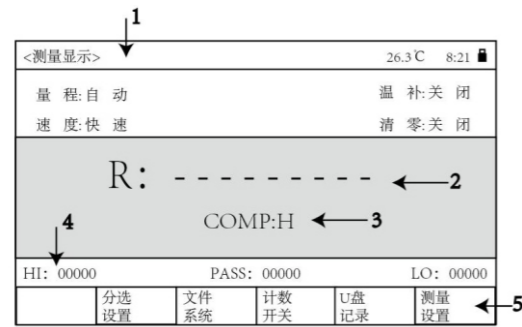 1
<测量显示> 26.3℃ 8:21
量 程:自 动 温 补:关 闭
速 度:快 速 清 零:关 闭
R: - - - - - - - - - 2
COMP:H 3
4
HI: 00000 PASS: 00000 LO: 00000
分选 文件 计数 U盘 测量 5
设置 系统 开关 记录 设置